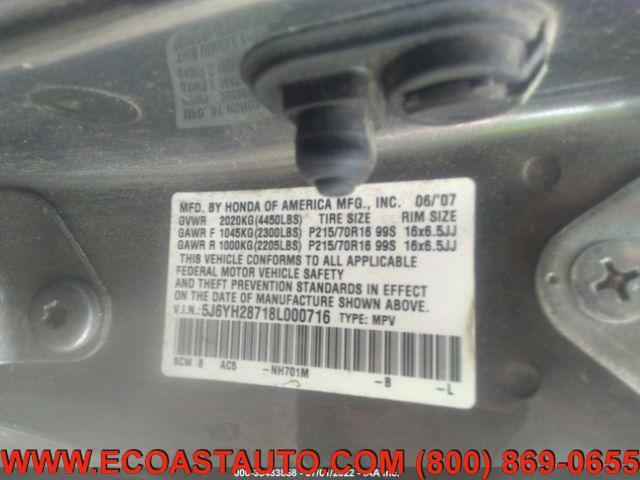 MFD. BY HONDA OF AMERICA MFG., INC. 06/'07
GVWR 2020KG(4450LBS) TIRE SIZE RIM SIZE
GAWR F 1045KG(2300LBS) P215/70R16 99S 16x6.5JJ
GAWR R 1000KG(2205LBS) P215/70R16 99S 16x6.5JJ
THIS VEHICLE CONFORMS TO ALL APPLICABLE
FEDERAL MOTOR VEHICLE SAFETY
AND THEFT PREVENTION STANDARDS IN EFFECT
ON THE DATE OF MANUFACTURE SHOWN ABOVE.
V.I.N.: 5J6YH28718L000716 TYPE: MPV
SCW 8 AC5 -NH701M -B -L
WWW.ECOASTAUTO.COM (800) 869-0655